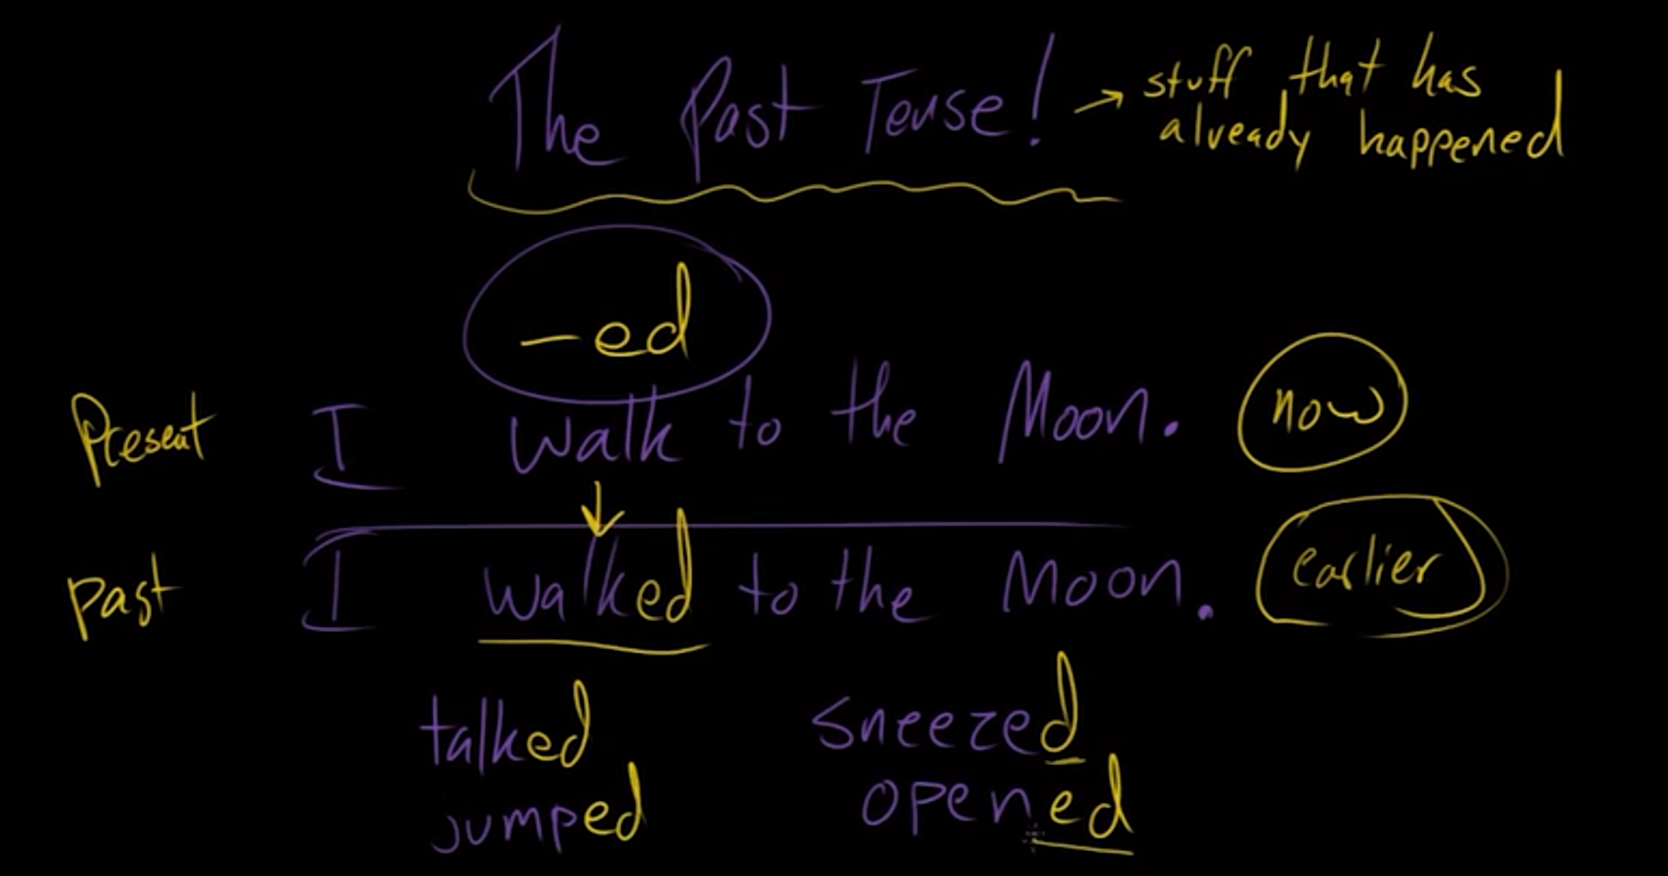 The Past Tense! → stuff that has
already happened
-ed
Present I walk to the Moon. now
Past I walked to the Moon. earlier
talked sneezed
jumped opened